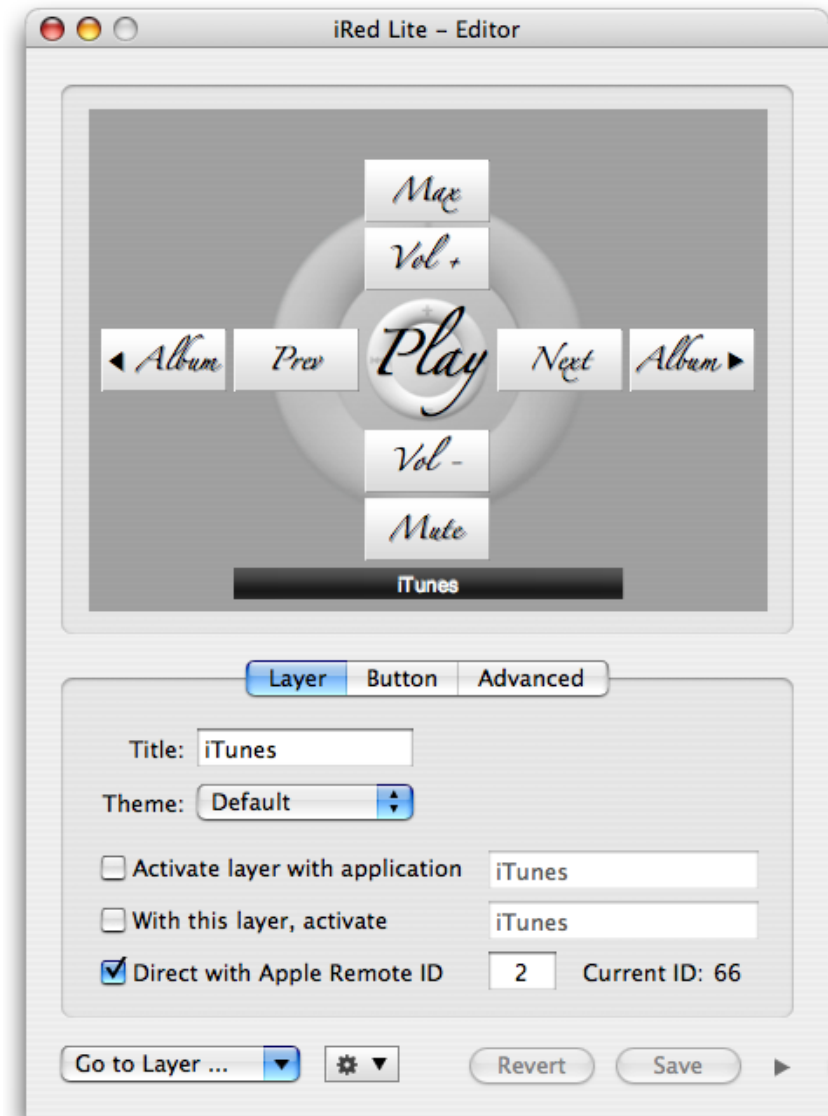 iRed Lite – Editor
Max
Vol +
◀ Album Prev Play Next Album ▶
Vol -
Mute
iTunes
Layer Button Advanced
Title: iTunes
Theme: Default
Activate layer with application iTunes
With this layer, activate iTunes
Direct with Apple Remote ID 2 Current ID: 66
Go to Layer ... Revert Save